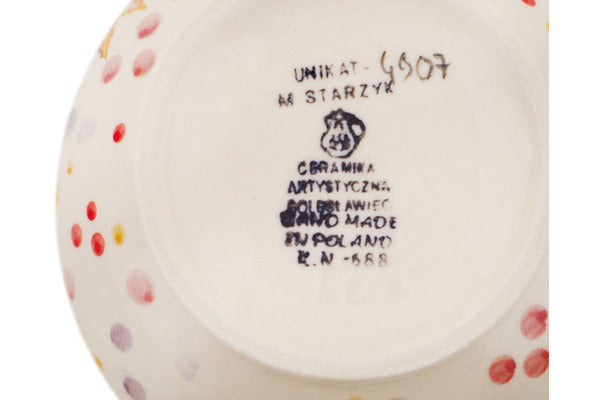 UNIKAT- 4907
M STARZYK
CERAMIKA
ARTYSTYCZNA
BOLESŁAWIEC
HAND MADE
IN POLAND
K.N -688